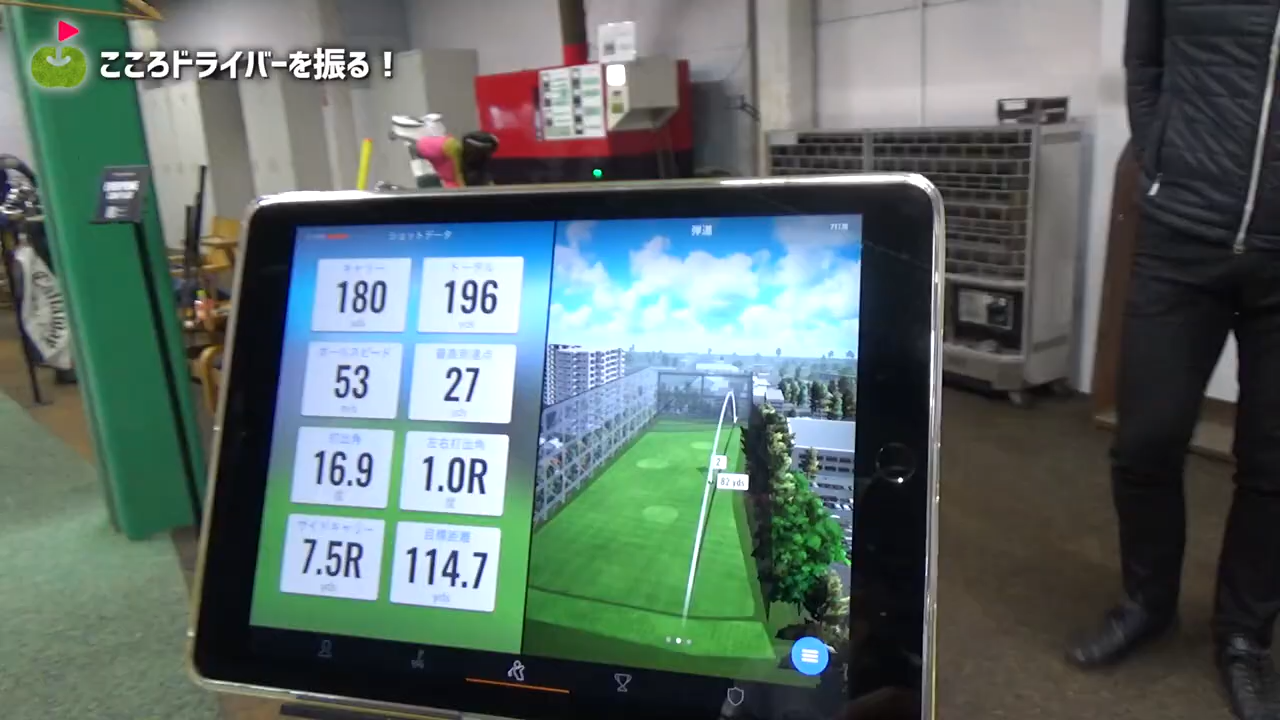 こころドライバーを振る！
ショットデータ
弾道
キャリー
トータル
180
196
yds
yds
ボールスピード
最高到達点
53
27
m/s
yds
打出角
左右打出角
16.9
1.0R
度
度
サイドキャリー
目標距離
7.5R
114.7
yds
yds
2
82 yds
Callaway